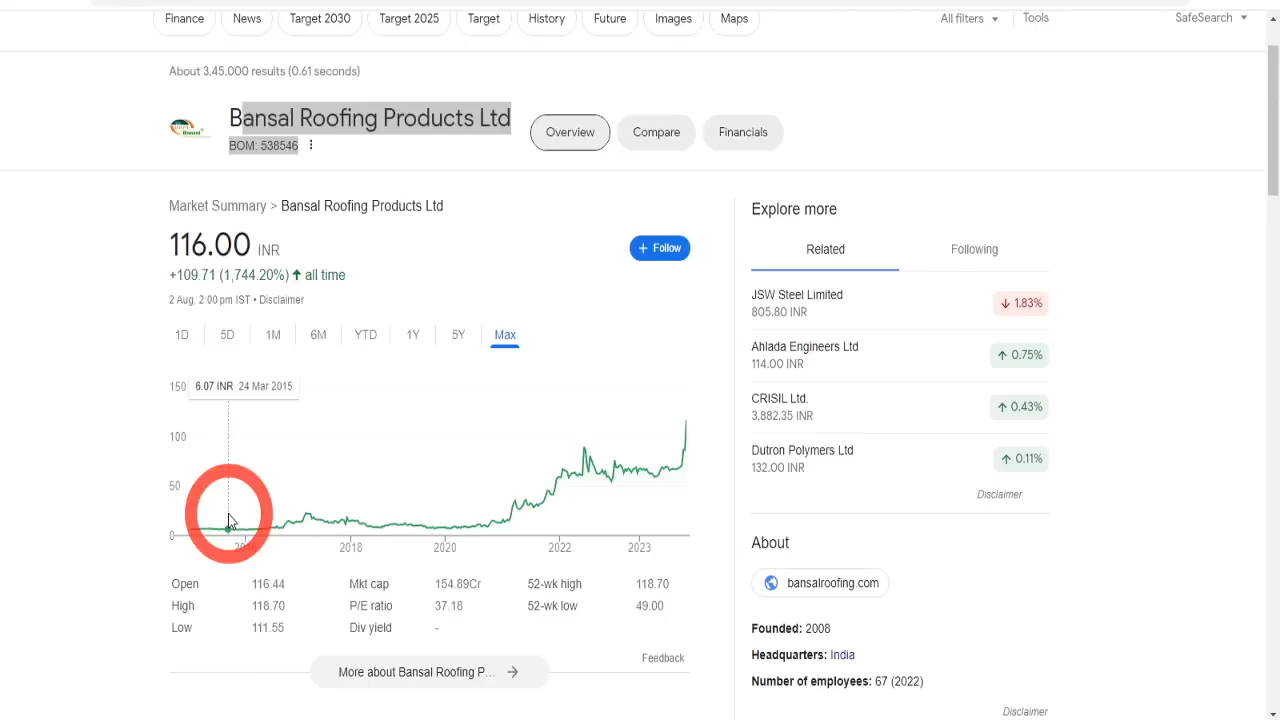 Finance News Target 2030 Target 2025 Target History Future Images Maps All filters Tools SafeSearch
About 3,45,000 results (0.61 seconds)
Bansal Roofing Products Ltd
BOM: 538546
Overview Compare Financials
Market Summary > Bansal Roofing Products Ltd
116.00 INR
+ Follow
+109.71 (1,744.20%) ↑ all time
2 Aug, 2:00 pm IST • Disclaimer
1D 5D 1M 6M YTD 1Y 5Y Max
150
6.07 INR 24 Mar 2015
100
50
0
2018 2020 2022 2023
Open 116.44 Mkt cap 154.89Cr 52-wk high 118.70
High 118.70 P/E ratio 37.18 52-wk low 49.00
Low 111.55 Div yield -
Feedback
More about Bansal Roofing P... →
Explore more
Related Following
JSW Steel Limited
805.80 INR
↓ 1.83%
Ahlada Engineers Ltd
114.00 INR
↑ 0.75%
CRISIL Ltd.
3,882.35 INR
↑ 0.43%
Dutron Polymers Ltd
132.00 INR
↑ 0.11%
Disclaimer
About
bansalroofing.com
Founded: 2008
Headquarters: India
Number of employees: 67 (2022)
Disclaimer